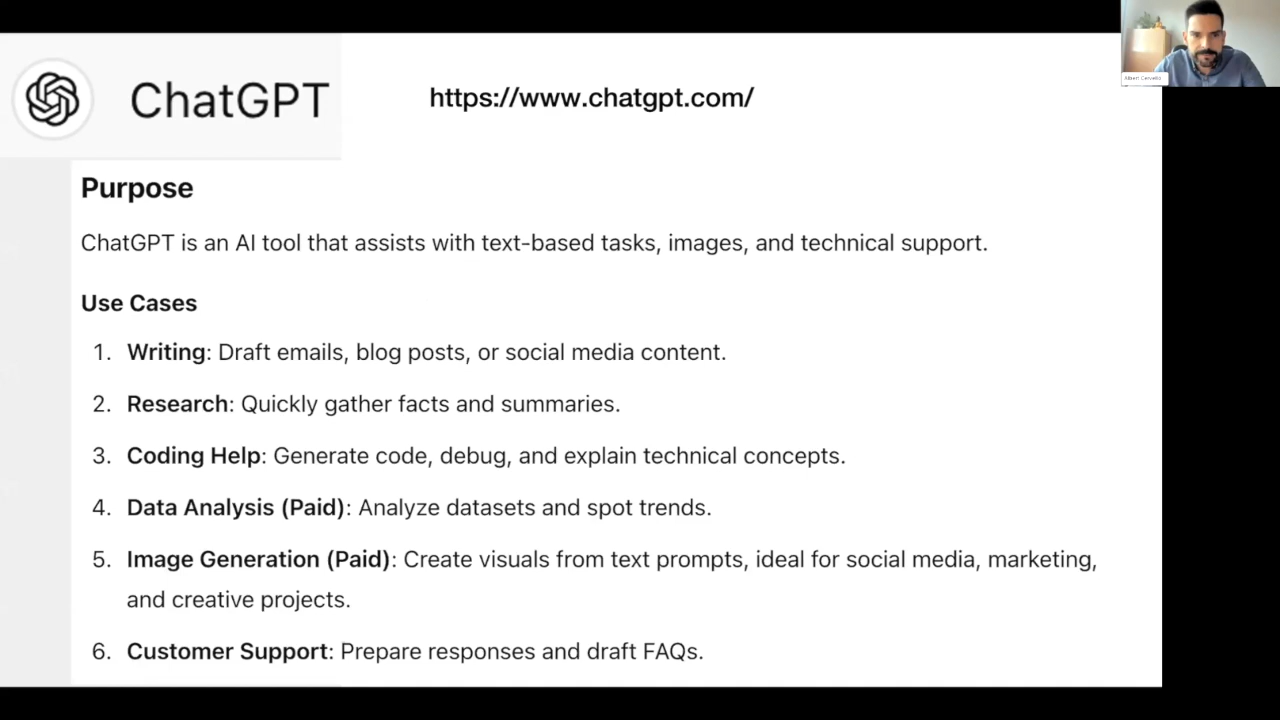 ChatGPT
https://www.chatgpt.com/
Purpose
ChatGPT is an AI tool that assists with text-based tasks, images, and technical support.
Use Cases
1. Writing: Draft emails, blog posts, or social media content.
2. Research: Quickly gather facts and summaries.
3. Coding Help: Generate code, debug, and explain technical concepts.
4. Data Analysis (Paid): Analyze datasets and spot trends.
5. Image Generation (Paid): Create visuals from text prompts, ideal for social media, marketing,
and creative projects.
6. Customer Support: Prepare responses and draft FAQs.